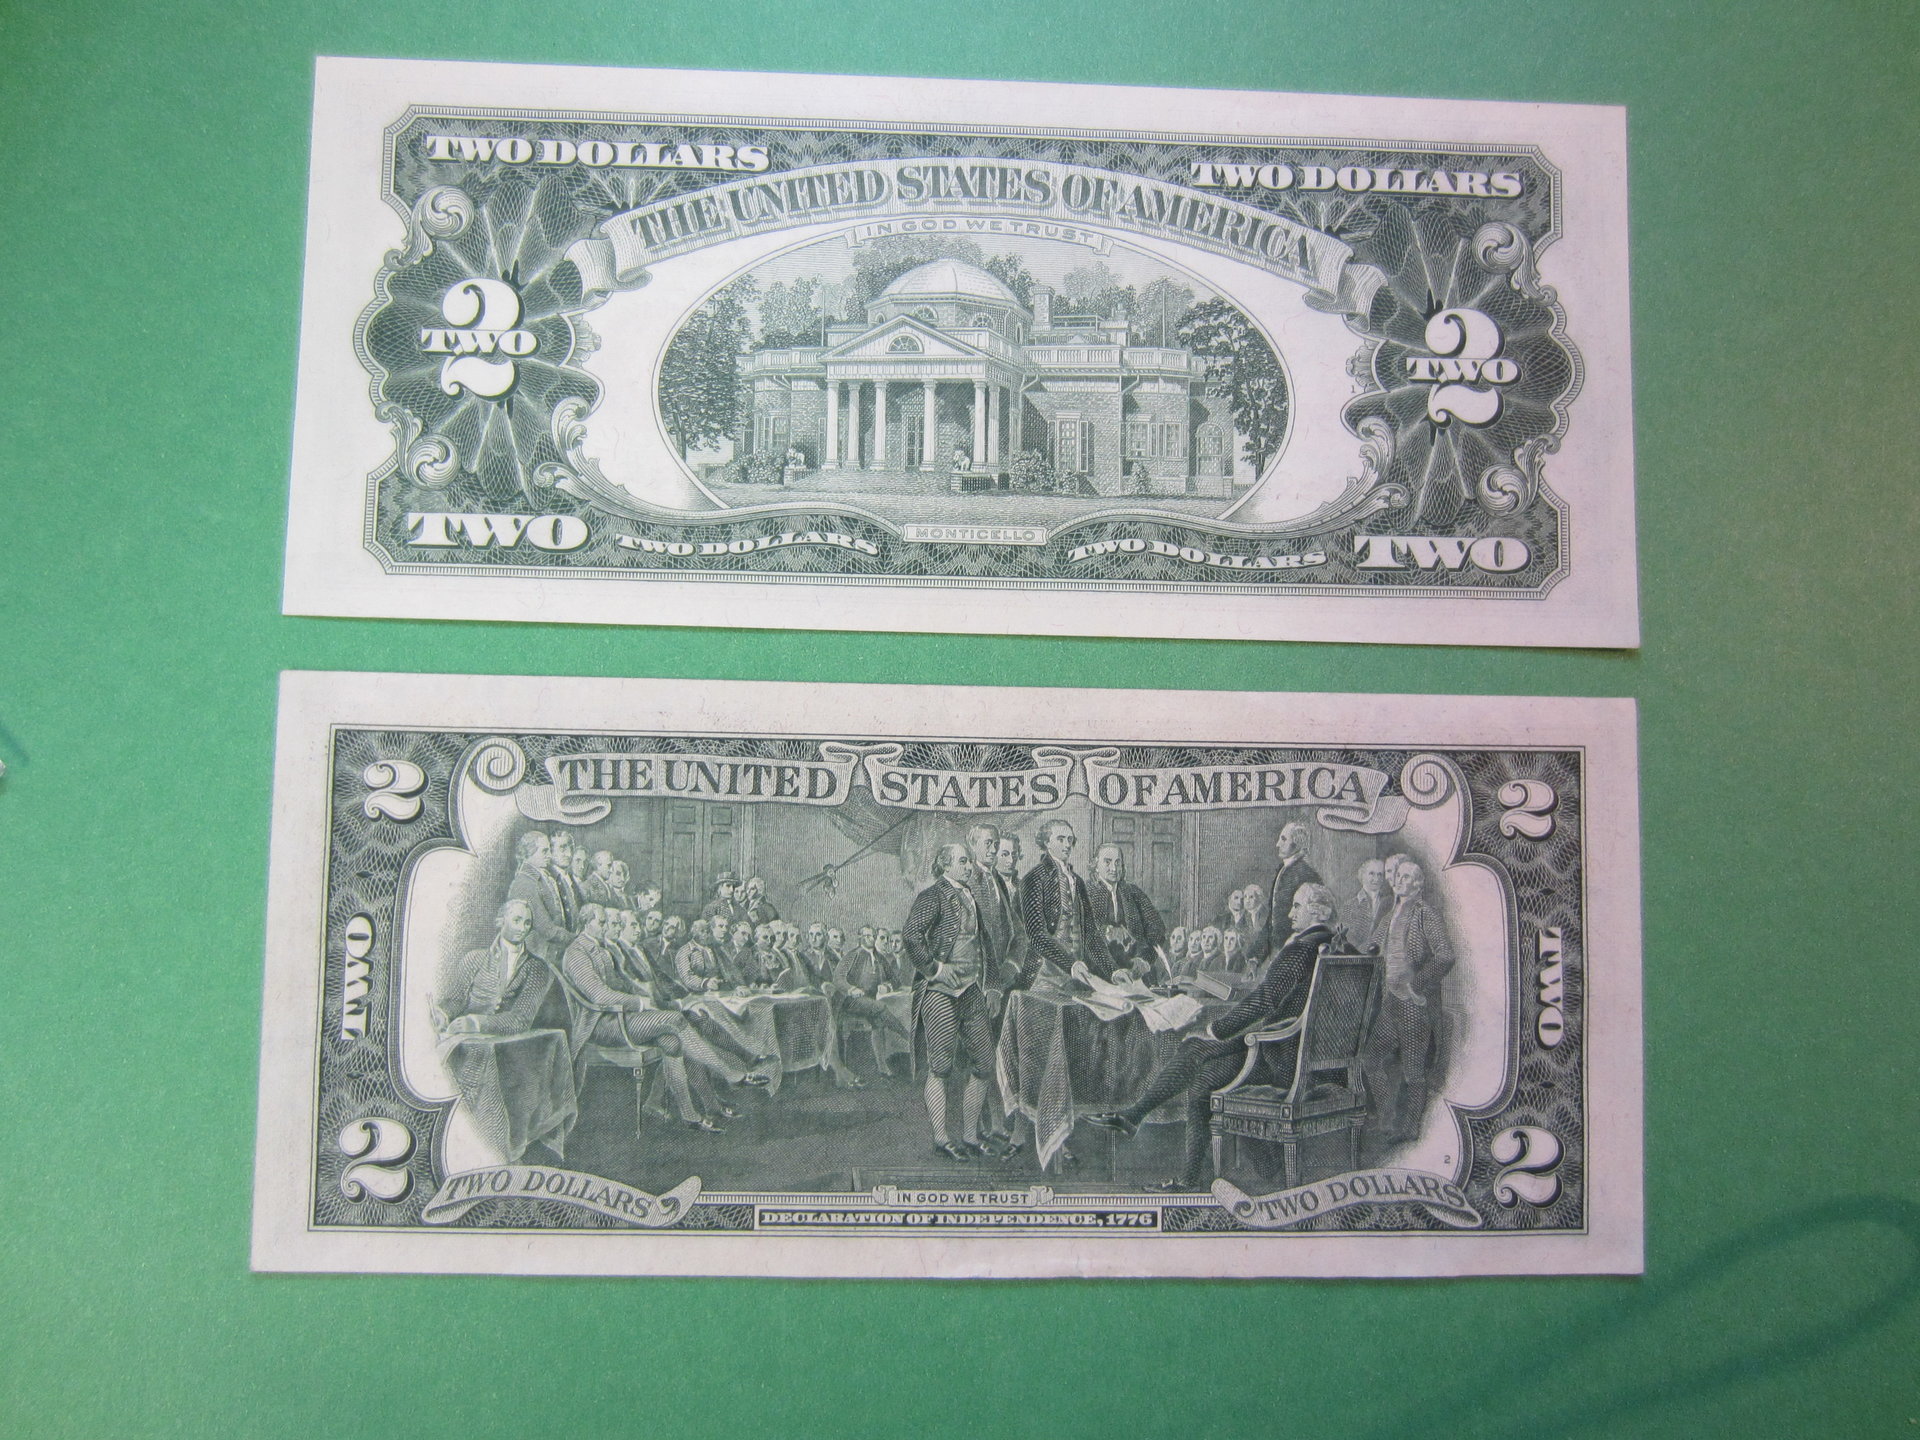 TWO DOLLARS
TWO DOLLARS
THE UNITED STATES OF AMERICA
IN GOD WE TRUST
2
TWO
2
TWO
TWO
TWO DOLLARS
MONTICELLO
TWO DOLLARS
TWO
THE UNITED STATES OF AMERICA
2
2
TWO
TWO
2
2
2
TWO DOLLARS
IN GOD WE TRUST
TWO DOLLARS
DECLARATION OF INDEPENDENCE, 1776